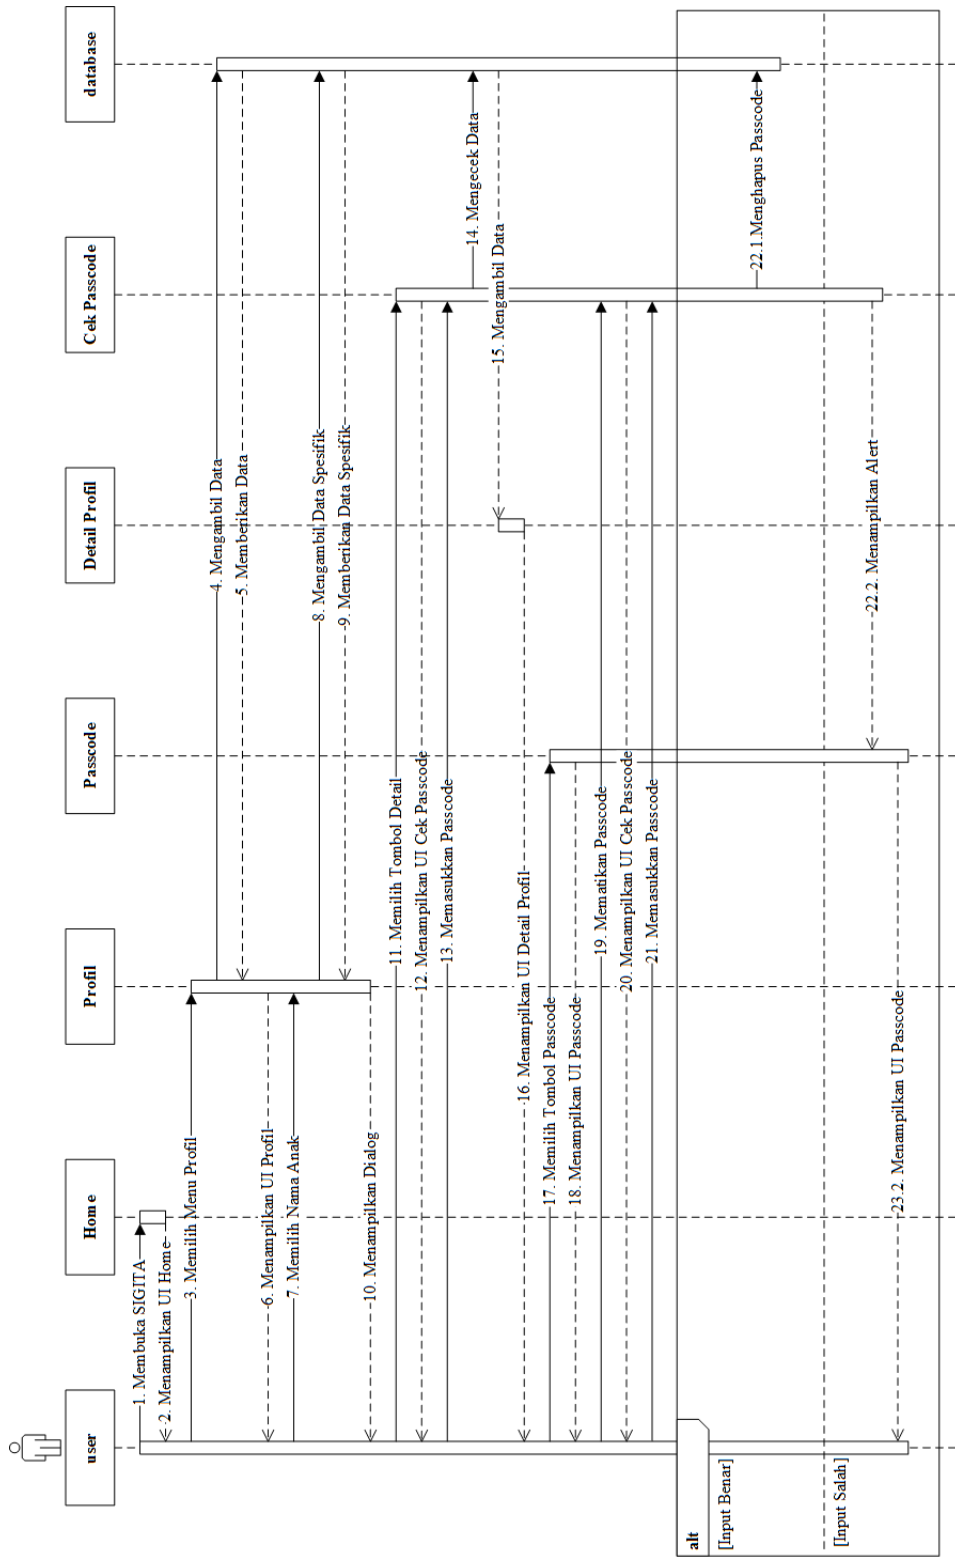 user
Home
Profil
Passcode
Detail Profil
Cek Passcode
database
1. Membuka SIGITA
2. Menampilkan UI Home
3. Memilih Menu Profil
4. Mengambil Data
5. Memberikan Data
6. Menampilkan UI Profil
7. Memilih Nama Anak
8. Mengambil Data Spesifik
9. Memberikan Data Spesifik
10. Menampilkan Dialog
11. Memilih Tombol Detail
12. Menampilkan UI Cek Passcode
13. Memasukkan Passcode
14. Mengecek Data
15. Mengambil Data
16. Menampilkan UI Detail Profil
17. Memilih Tombol Passcode
18. Menampilkan UI Passcode
19. Mematikan Passcode
20. Menampilkan UI Cek Passcode
21. Memasukkan Passcode
alt
[Input Benar]
22.1.Menghapus Passcode
[Input Salah]
22.2. Menampilkan Alert
23.2. Menampilkan UI Passcode